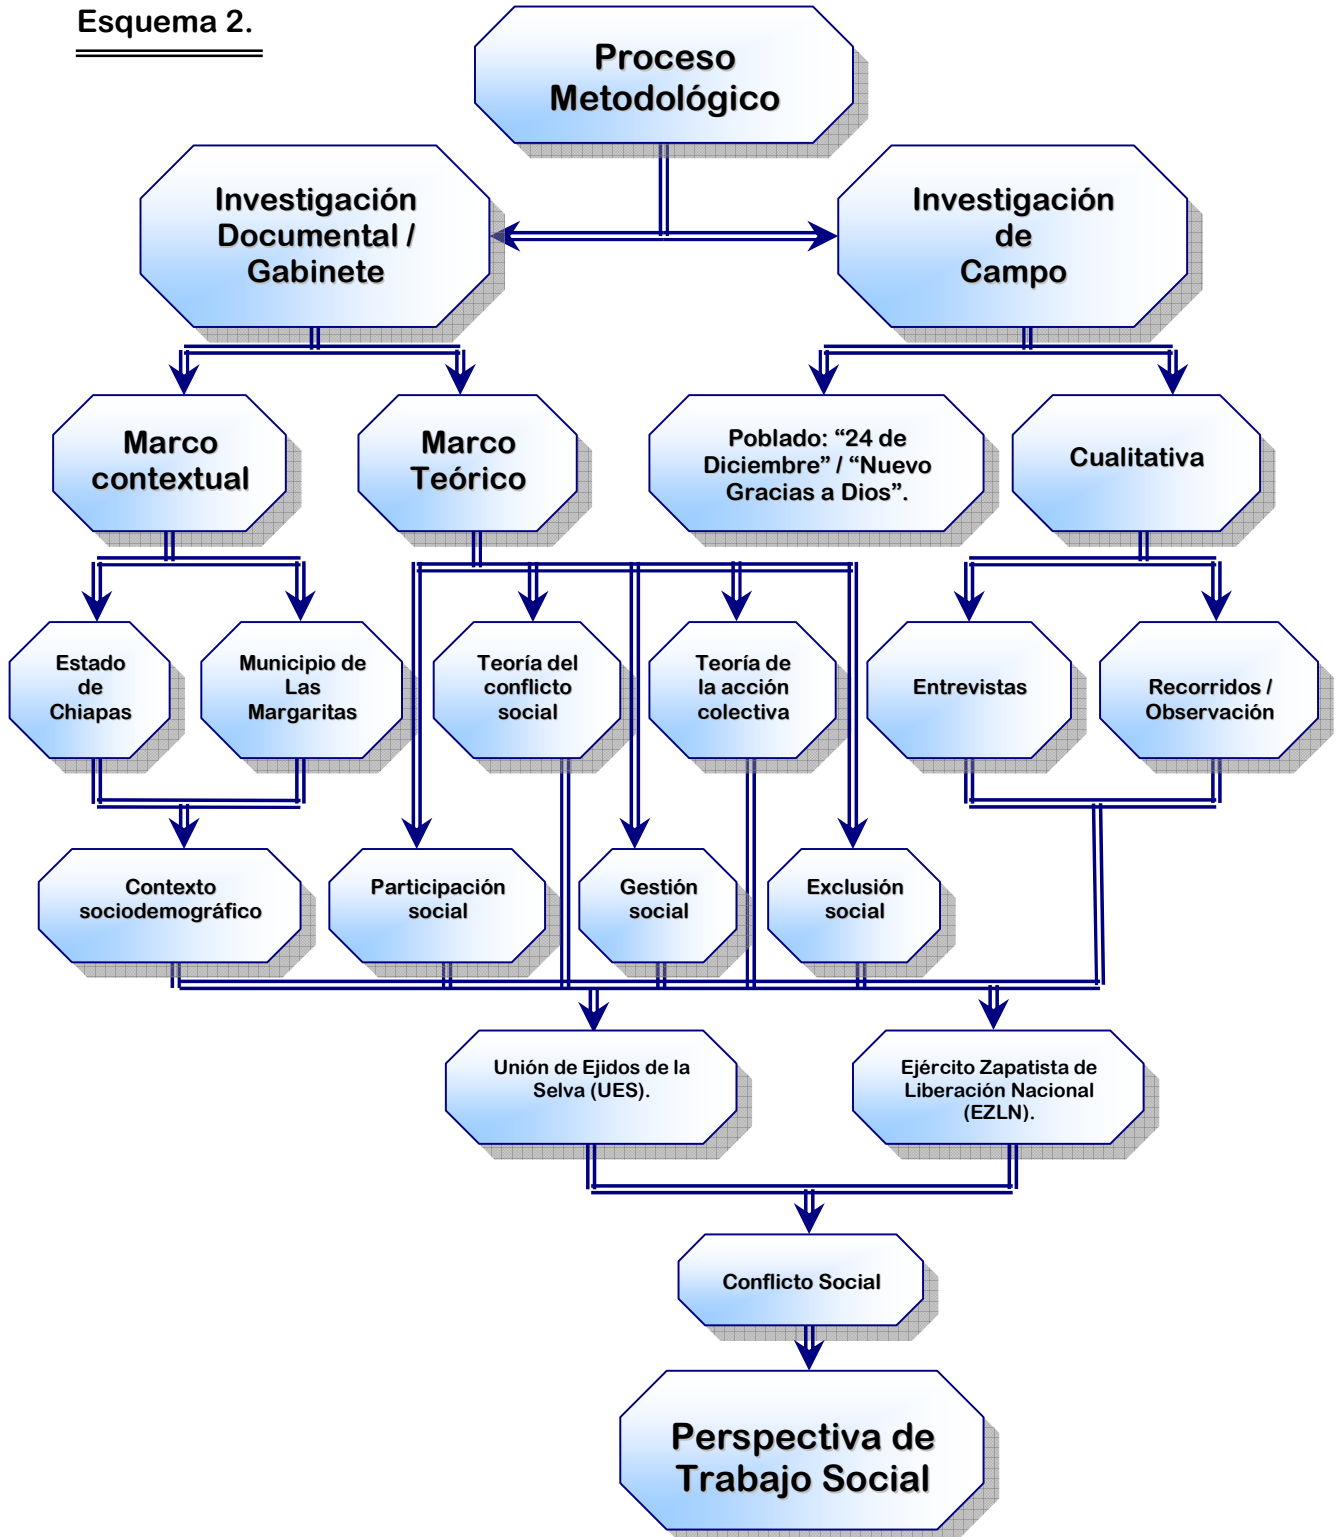 Esquema 2.
Proceso
Metodológico
Investigación
Documental /
Gabinete
Investigación
de
Campo
Marco
contextual
Marco
Teórico
Poblado: “24 de
Diciembre” / “Nuevo
Gracias a Dios”.
Cualitativa
Estado
de
Chiapas
Municipio de
Las
Margaritas
Teoría del
conflicto
social
Teoría de
la acción
colectiva
Entrevistas
Recorridos /
Observación
Contexto
sociodemográfico
Participación
social
Gestión
social
Exclusión
social
Unión de Ejidos de la
Selva (UES).
Ejército Zapatista de
Liberación Nacional
(EZLN).
Conflicto Social
Perspectiva de
Trabajo Social